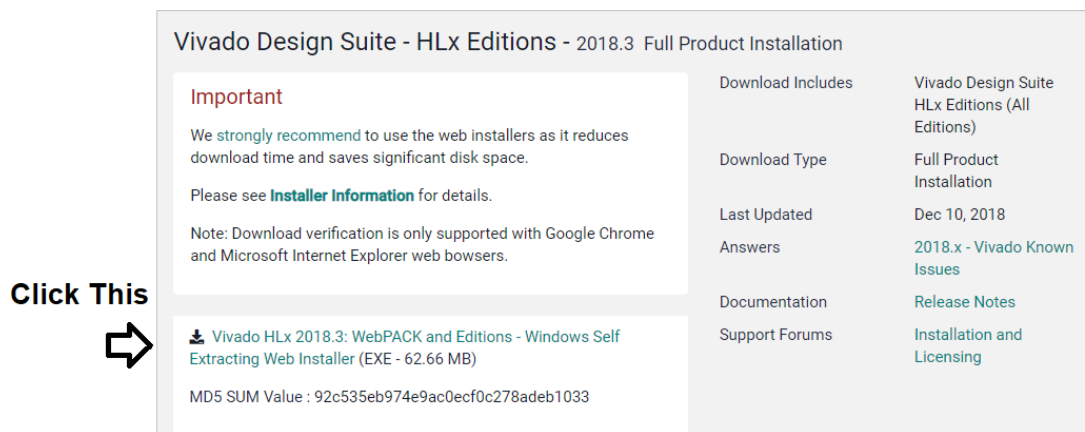 Vivado Design Suite - HLx Editions - 2018.3 Full Product Installation
Important
We strongly recommend to use the web installers as it reduces
download time and saves significant disk space.
Please see Installer Information for details.
Note: Download verification is only supported with Google Chrome
and Microsoft Internet Explorer web bowsers.
Click This
Vivado HLx 2018.3: WebPACK and Editions - Windows Self
Extracting Web Installer (EXE - 62.66 MB)
MD5 SUM Value : 92c535eb974e9ac0ecf0c278adeb1033
Download Includes
Vivado Design Suite
HLx Editions (All
Editions)
Download Type
Full Product
Installation
Last Updated
Dec 10, 2018
Answers
2018.x - Vivado Known
Issues
Documentation
Release Notes
Support Forums
Installation and
Licensing